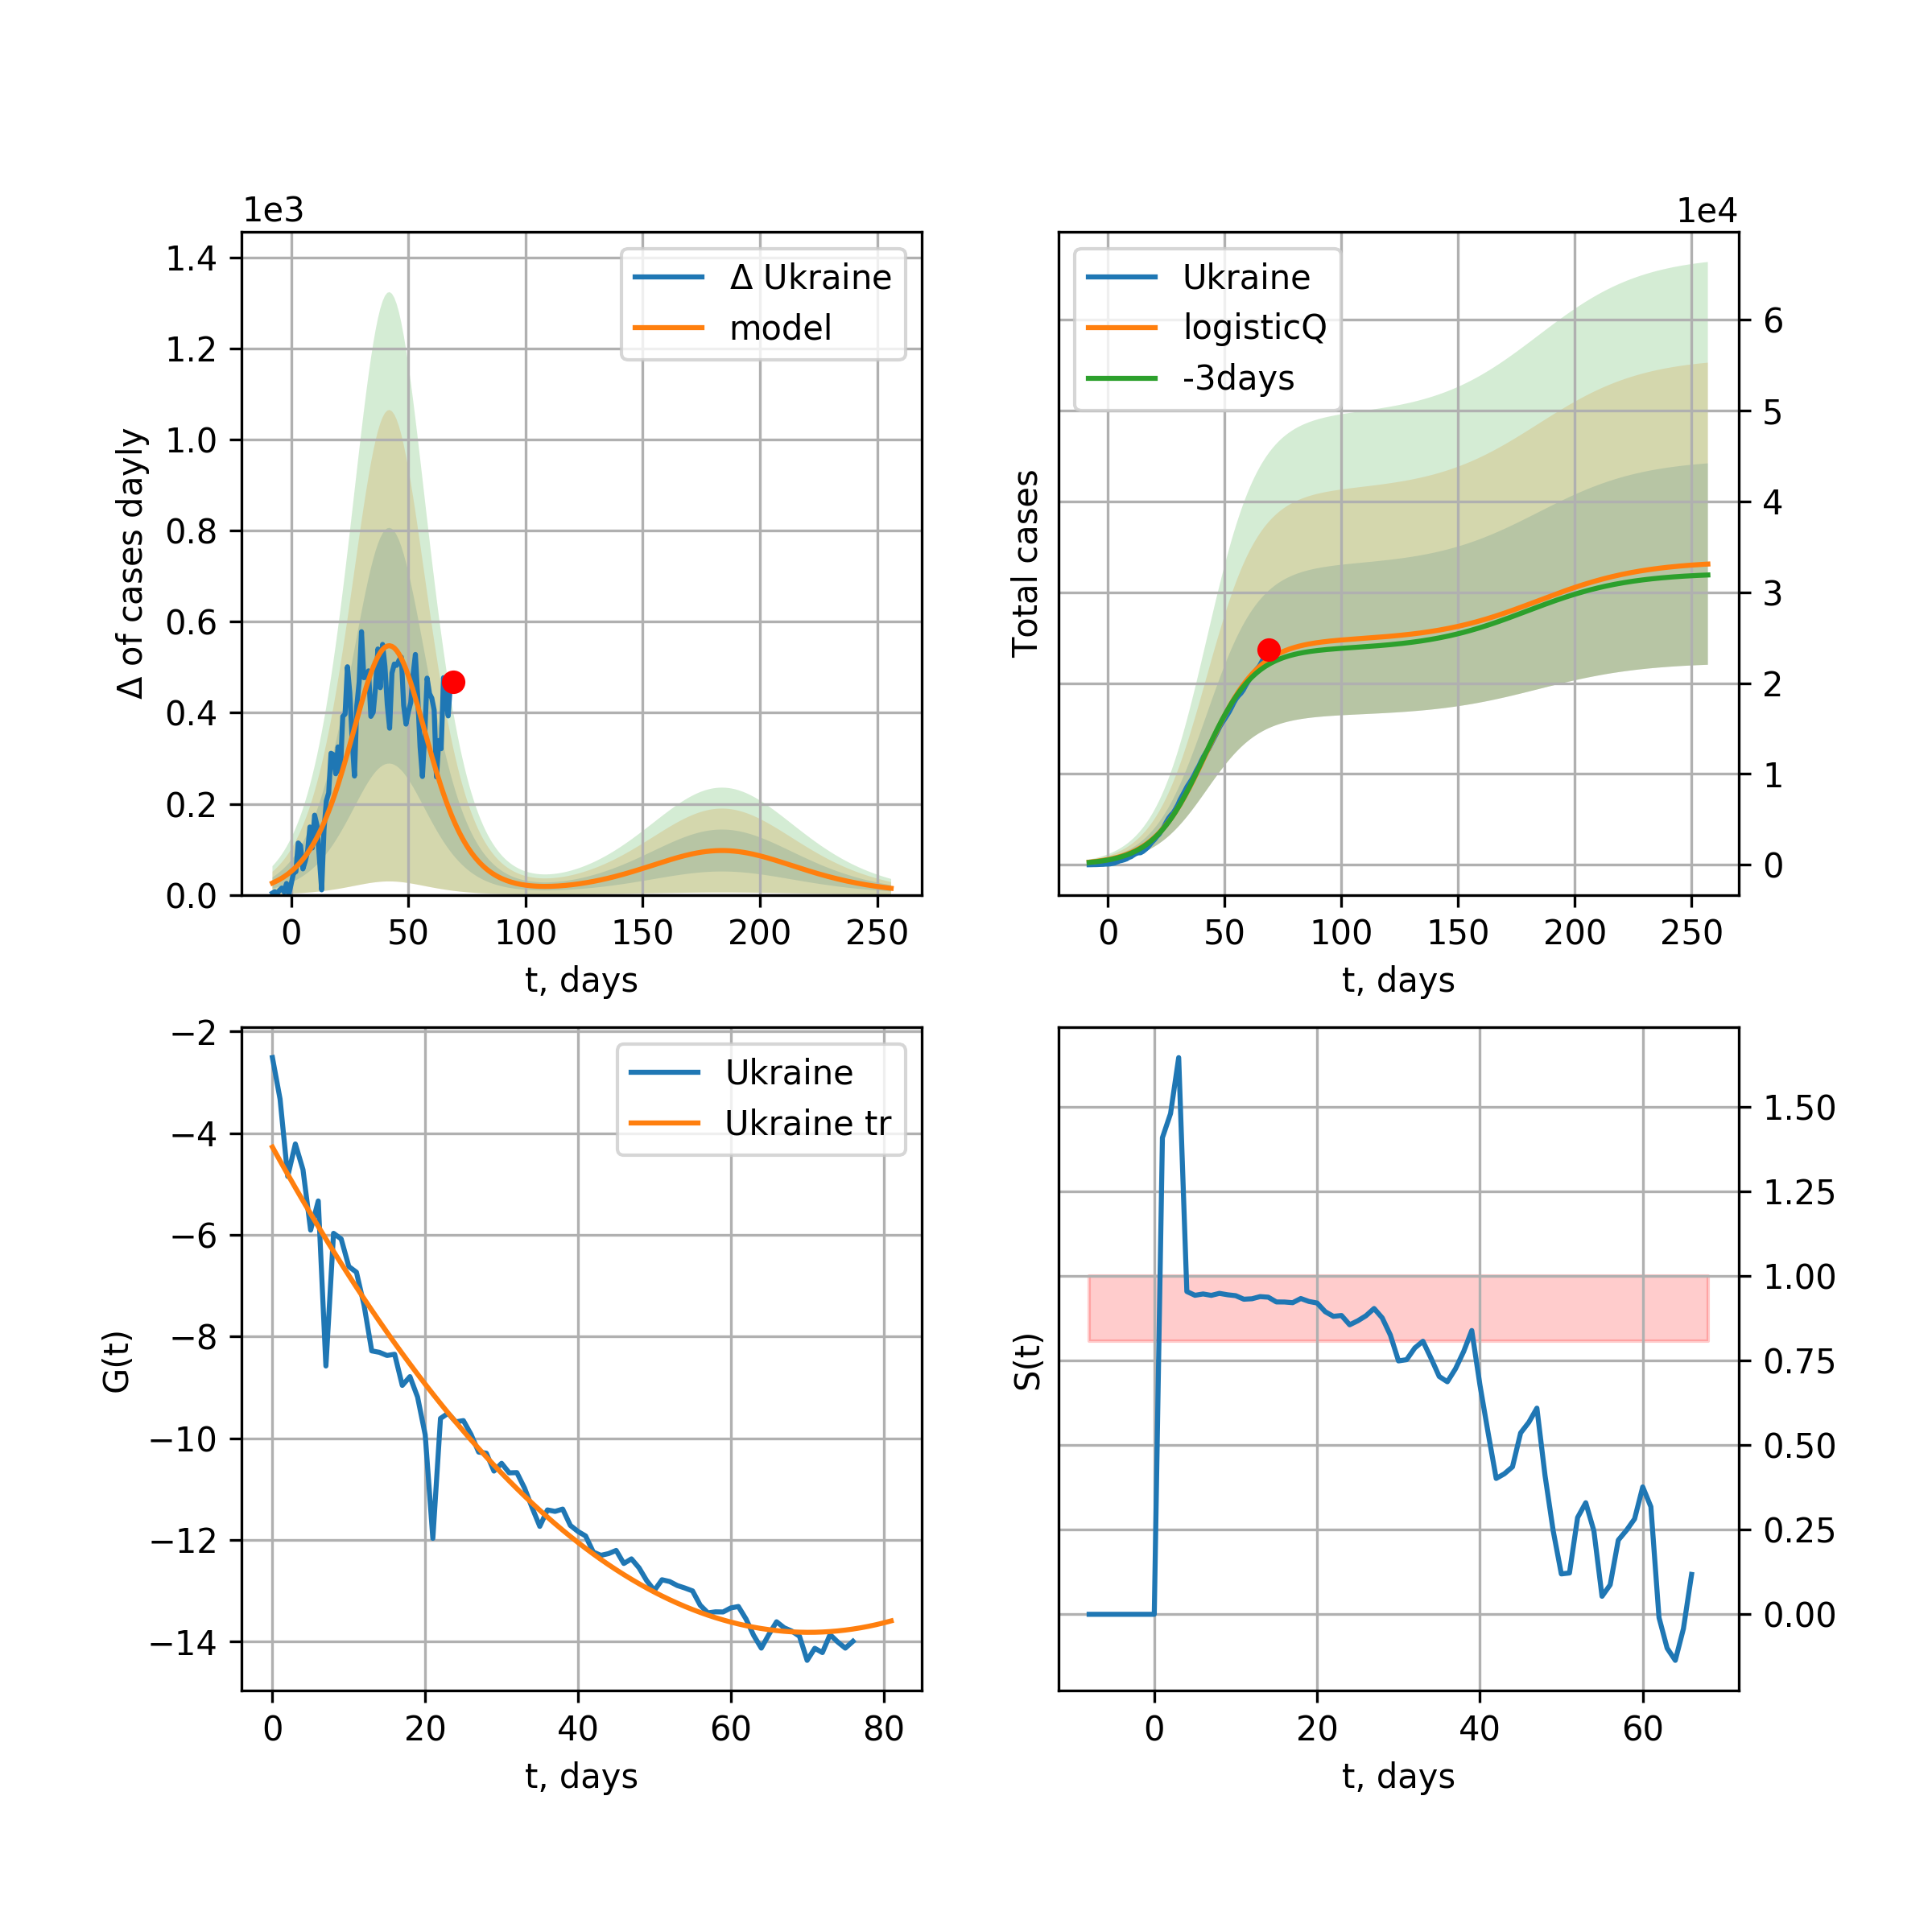 1e3
1.4
1.2
1.0
0.8
0.6
0.4
0.2
0.0
Δ of cases dayly
Δ Ukraine
model
0 50 100 150 200 250
t, days
1e4
Ukraine
logisticQ
-3days
Total cases
6
5
4
3
2
1
0
0 50 100 150 200 250
t, days
−2
−4
−6
−8
−10
−12
−14
G(t)
Ukraine
Ukraine tr
0 20 40 60 80
t, days
S(t)
1.50
1.25
1.00
0.75
0.50
0.25
0.00
0 20 40 60
t, days